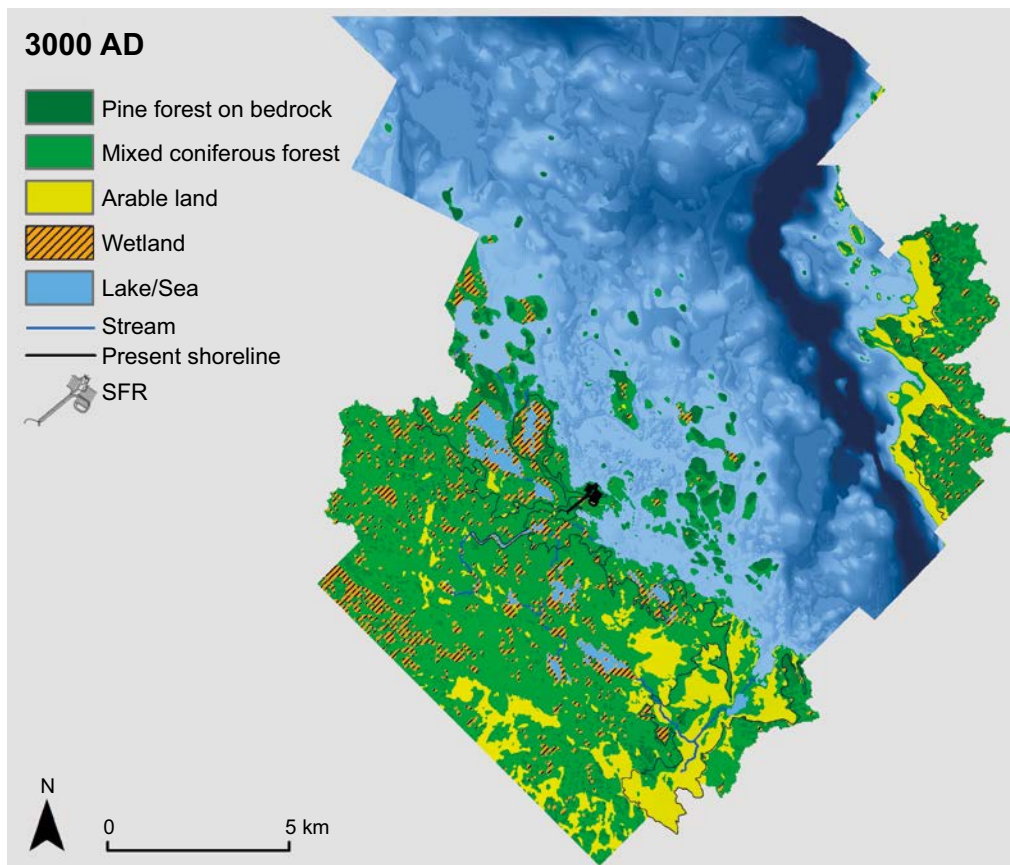 3000 AD
Pine forest on bedrock
Mixed coniferous forest
Arable land
Wetland
Lake/Sea
Stream
Present shoreline
SFR
N
0 5 km